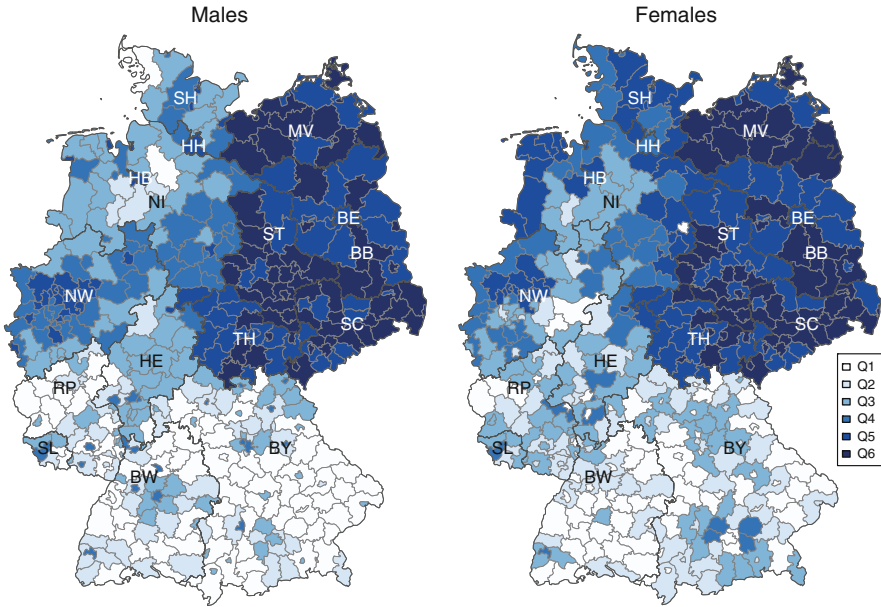 Males
Females
SH
MV
HH
HB
NI
BE
ST
BB
NW
SC
TH
HE
RP
SL
BY
BW
SH
MV
HH
HB
NI
BE
ST
BB
NW
SC
TH
HE
RP
SL
BY
BW
Q1
Q2
Q3
Q4
Q5
Q6